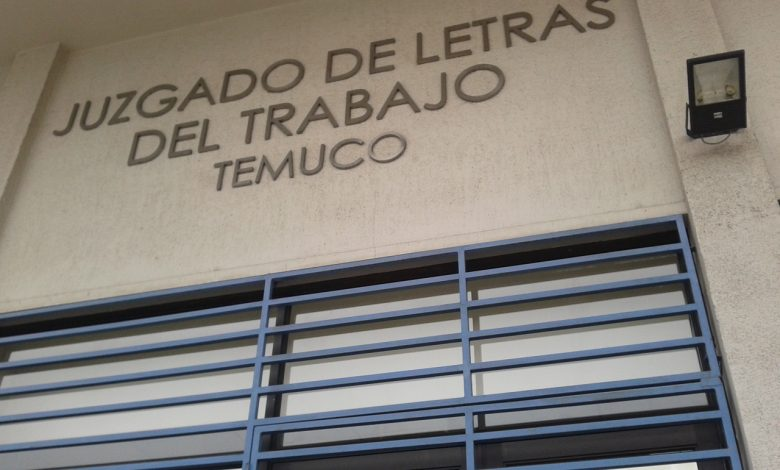 JUZGADO DE LETRAS
DEL TRABAJO
TEMUCO